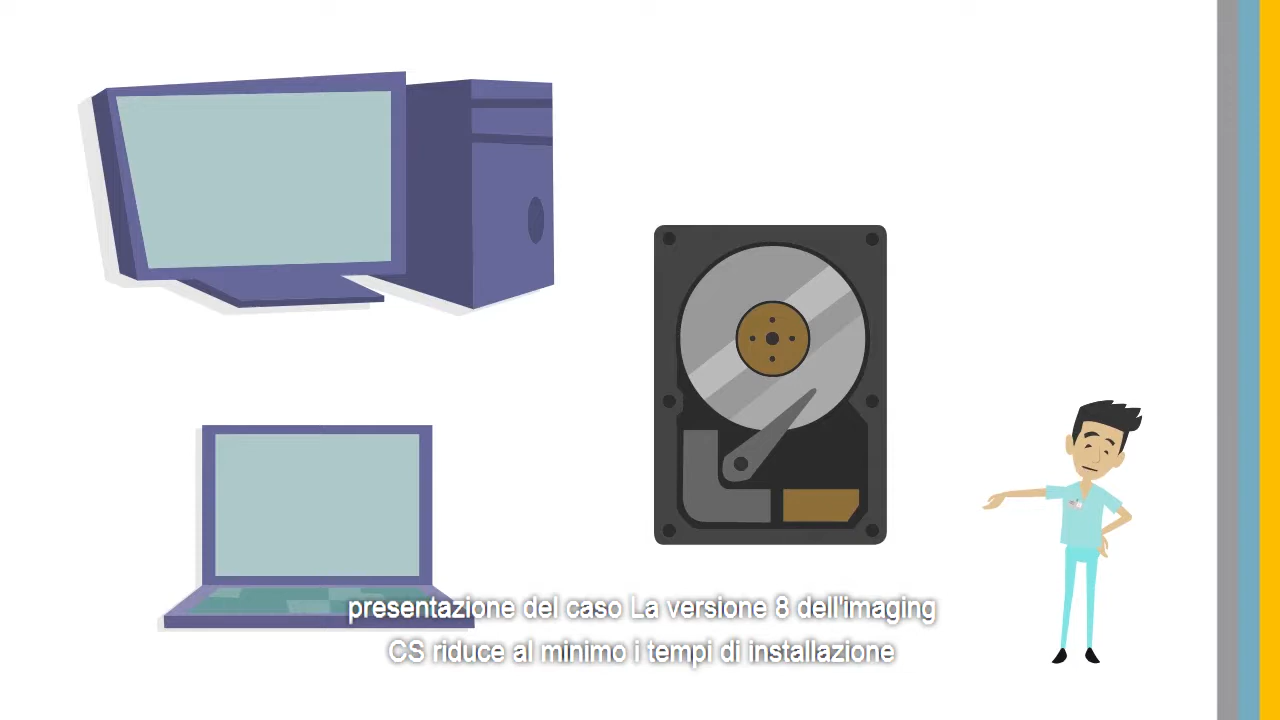 presentazione del caso La versione 8 dell'imaging
CS riduce al minimo i tempi di installazione